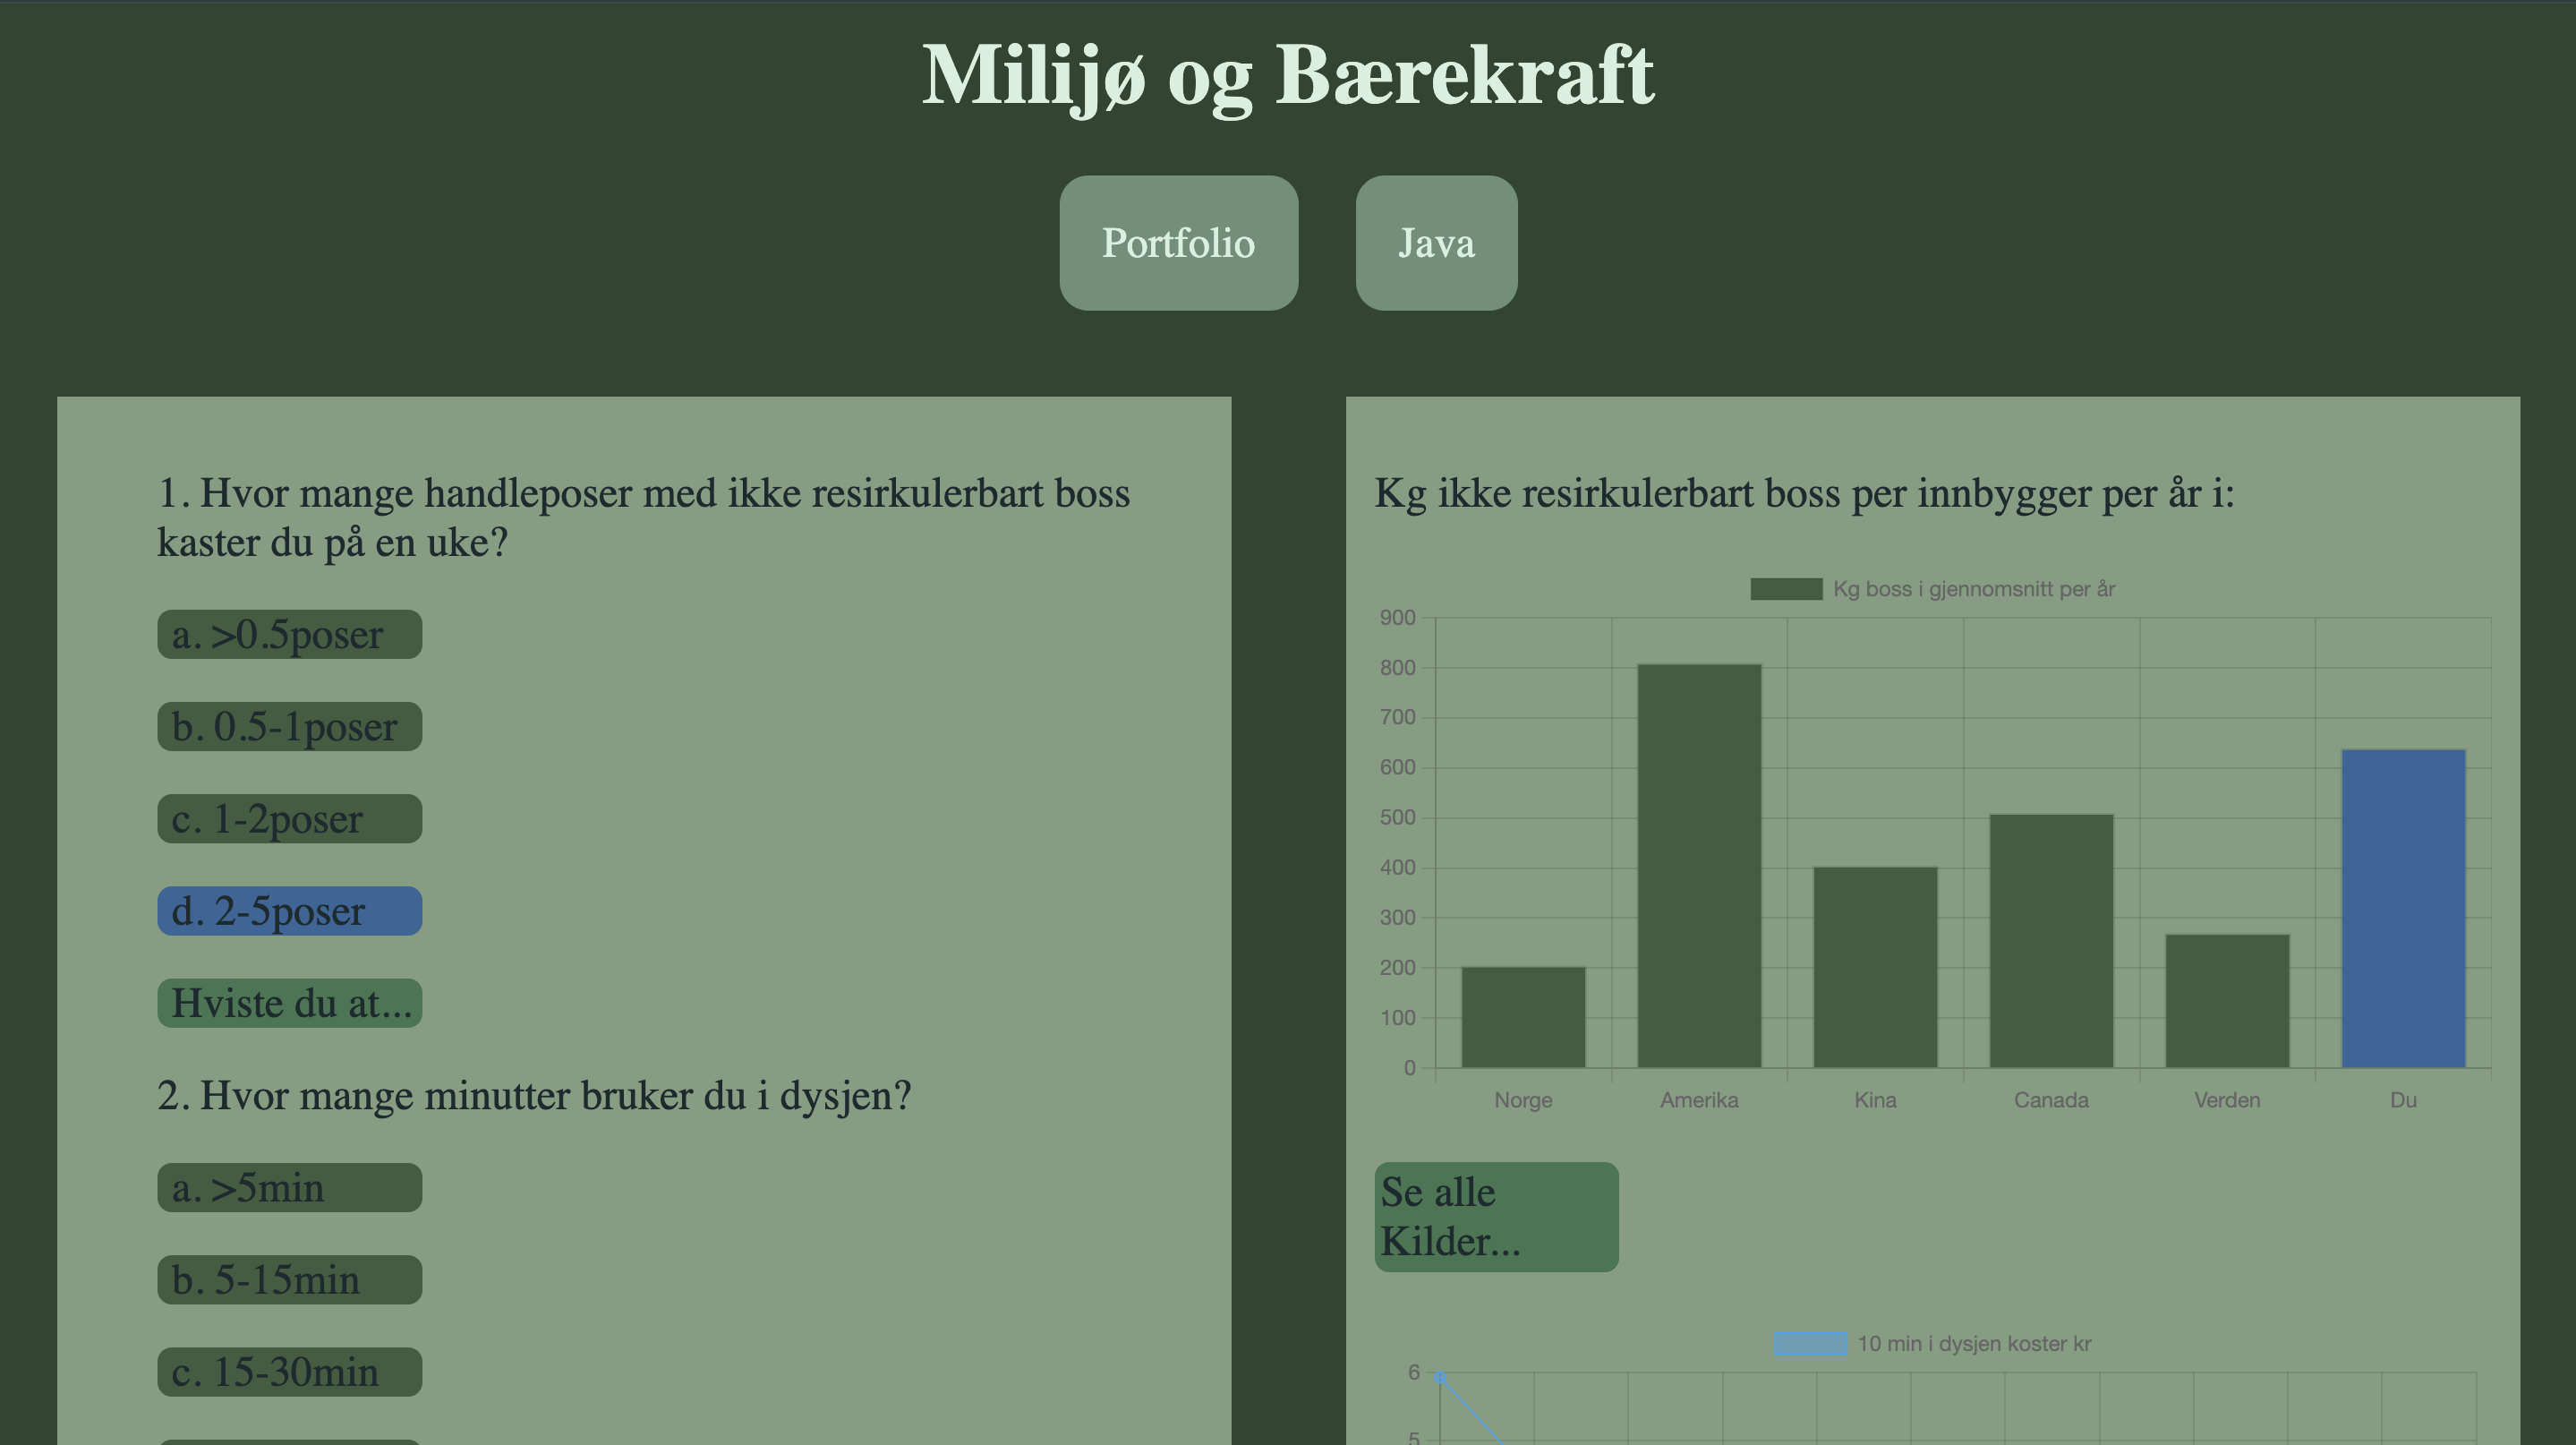 Milijø og Bærekraft
Portfolio
Java
1. Hvor mange handleposer med ikke resirkulerbart boss
kaster du på en uke?
a. >0.5poser
b. 0.5-1poser
c. 1-2poser
d. 2-5poser
Hviste du at...
2. Hvor mange minutter bruker du i dysjen?
a. >5min
b. 5-15min
c. 15-30min
Kg ikke resirkulerbart boss per innbygger per år i:
Kg boss i gjennomsnitt per år
900
800
700
600
500
400
300
200
100
0
Norge
Amerika
Kina
Canada
Verden
Du
Se alle
Kilder...
10 min i dysjen koster kr
6
5